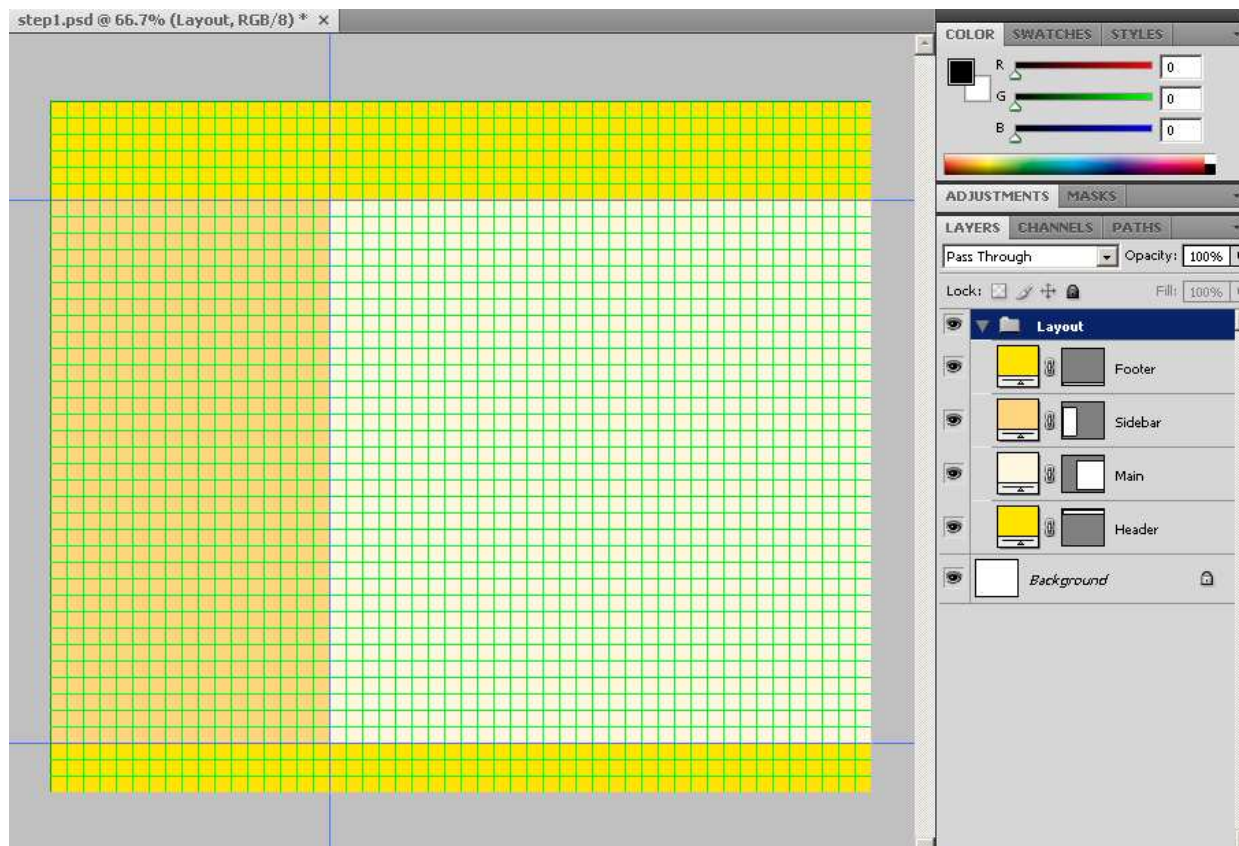 step1.psd @ 66.7% (Layout, RGB/8) * ×
COLOR SWATCHES STYLES
R 0
G 0
B 0
ADJUSTMENTS MASKS
LAYERS CHANNELS PATHS
Pass Through Opacity: 100%
Lock: Fill: 100%
Layout
Footer
Sidebar
Main
Header
Background